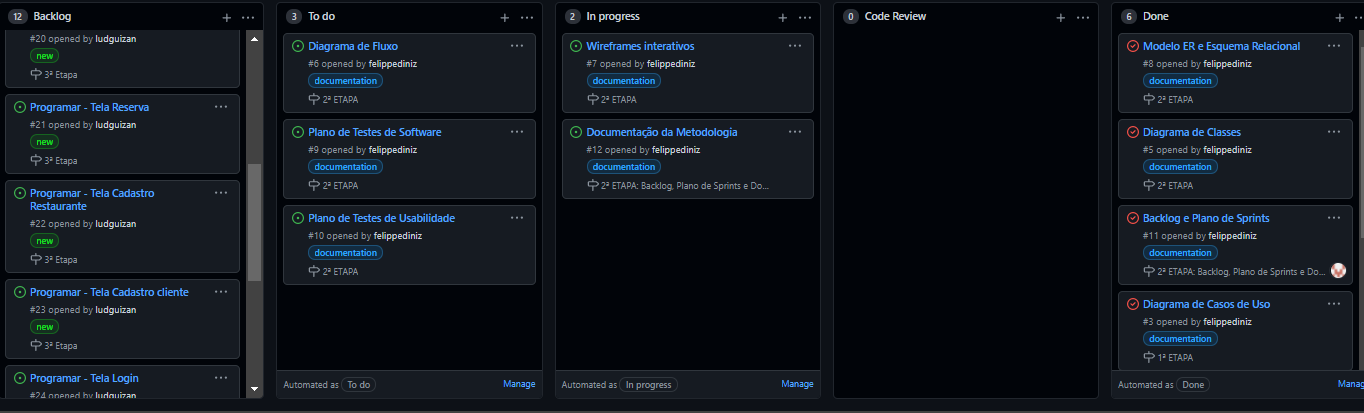 12 Backlog
#20 opened by ludguizan
new
3ª Etapa
Programar - Tela Reserva
#21 opened by ludguizan
new
3ª Etapa
Programar - Tela Cadastro
Restaurante
#22 opened by ludguizan
new
3ª Etapa
Programar - Tela Cadastro cliente
#23 opened by ludguizan
new
3ª Etapa
Programar - Tela Login
#24 opened by ludguizan
3 To do
Diagrama de Fluxo
#6 opened by felippediniz
documentation
2ª ETAPA
Plano de Testes de Software
#9 opened by felippediniz
documentation
2ª ETAPA
Plano de Testes de Usabilidade
#10 opened by felippediniz
documentation
2ª ETAPA
Automated as To do Manage
2 In progress
Wireframes interativos
#7 opened by felippediniz
documentation
2ª ETAPA
Documentação da Metodologia
#12 opened by felippediniz
documentation
2ª ETAPA: Backlog, Plano de Sprints e Do...
Automated as In progress Manage
0 Code Review
6 Done
Modelo ER e Esquema Relacional
#8 opened by felippediniz
documentation
2ª ETAPA
Diagrama de Classes
#5 opened by felippediniz
documentation
2ª ETAPA
Backlog e Plano de Sprints
#11 opened by felippediniz
documentation
2ª ETAPA: Backlog, Plano de Sprints e Do...
Diagrama de Casos de Uso
#3 opened by felippediniz
documentation
1ª ETAPA
Automated as Done Manag